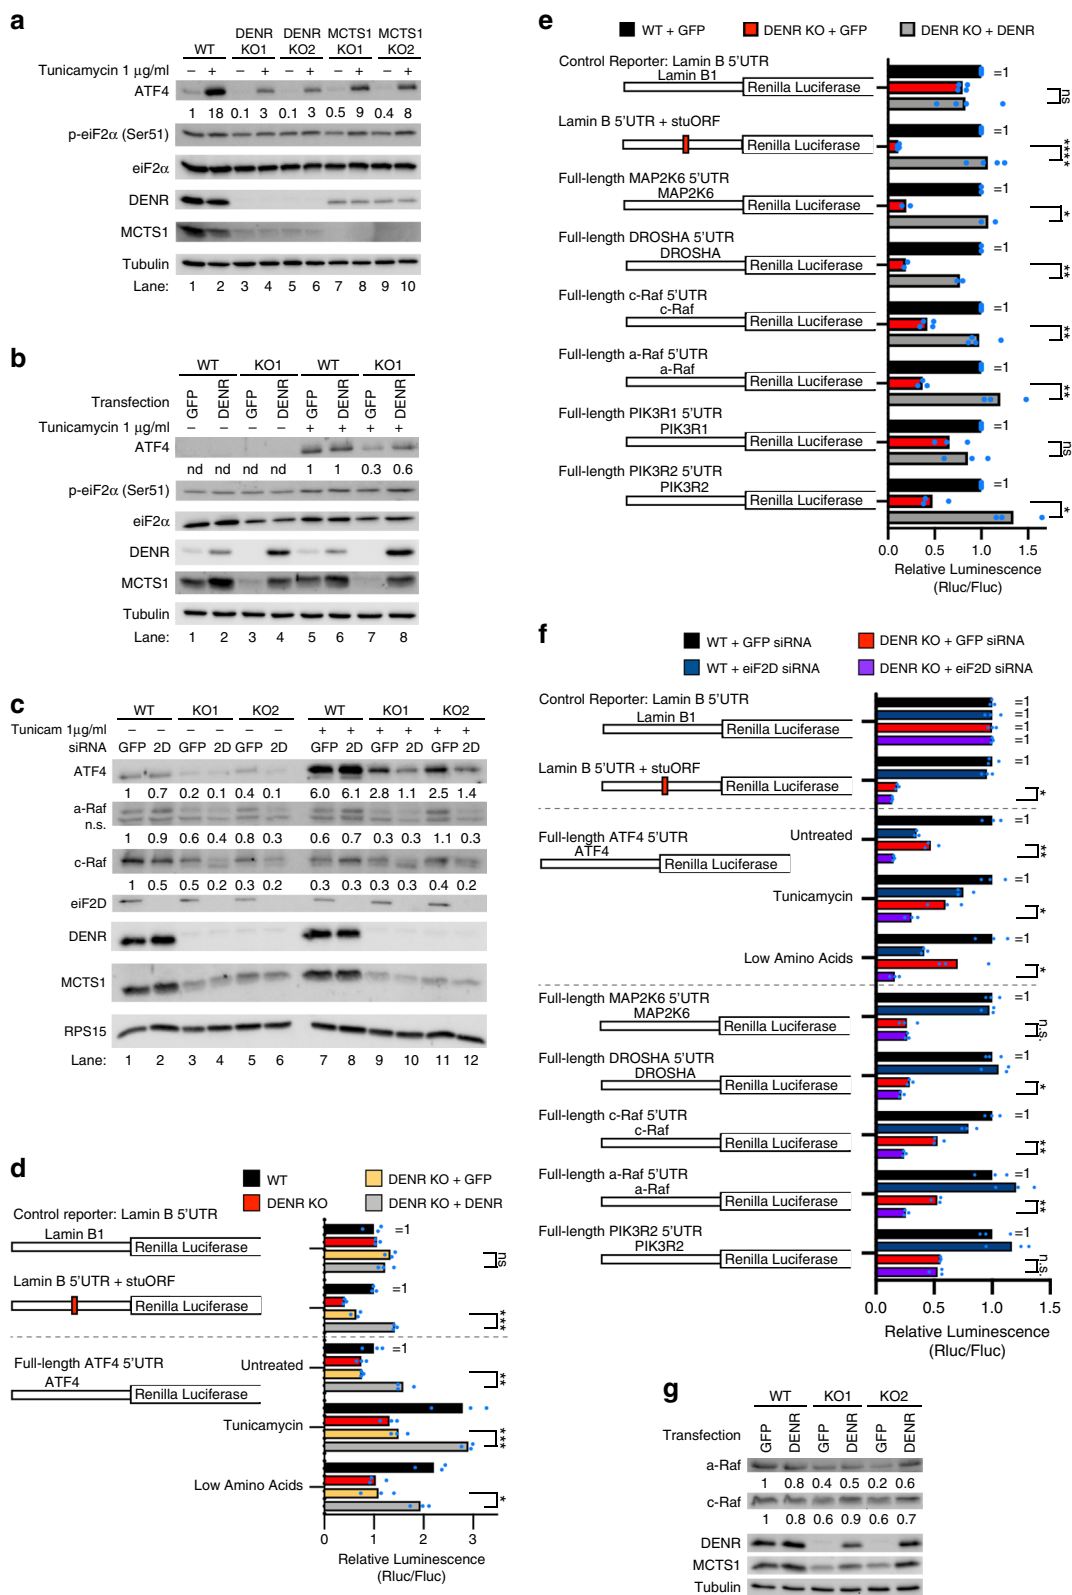 a
WT
DENR KO1
DENR KO2
MCTS1 KO1
MCTS1 KO2
Tunicamycin 1 µg/ml – + – + – + – + – +
ATF4
1 18 0.1 3 0.1 3 0.5 9 0.4 8
p-eiF2α (Ser51)
eiF2α
DENR
MCTS1
Tubulin
Lane: 1 2 3 4 5 6 7 8 9 10
b
WT KO1 WT KO1
Transfection GFP DENR GFP DENR GFP DENR GFP DENR
Tunicamycin 1 µg/ml – – – – + + + +
ATF4
nd nd nd nd 1 1 0.3 0.6
p-eiF2α (Ser51)
eiF2α
DENR
MCTS1
Tubulin
Lane: 1 2 3 4 5 6 7 8
c
WT KO1 KO2 WT KO1 KO2
Tunicam 1µg/ml – – – – – – + + + + + +
siRNA GFP 2D GFP 2D GFP 2D GFP 2D GFP 2D GFP 2D
ATF4
1 0.7 0.2 0.1 0.4 0.1 6.0 6.1 2.8 1.1 2.5 1.4
a-Raf
n.s.
1 0.9 0.6 0.4 0.8 0.3 0.6 0.7 0.3 0.3 1.1 0.3
c-Raf
1 0.5 0.5 0.2 0.3 0.2 0.3 0.3 0.3 0.3 0.4 0.2
eiF2D
DENR
MCTS1
RPS15
Lane: 1 2 3 4 5 6 7 8 9 10 11 12
d
WT
DENR KO
DENR KO + GFP
DENR KO + DENR
Control reporter: Lamin B 5'UTR
Lamin B1
Renilla Luciferase
=1
ns
Lamin B 5'UTR + stuORF
Renilla Luciferase
=1
***
Full-length ATF4 5'UTR
ATF4
Renilla Luciferase
Untreated
=1
**
Tunicamycin
***
Low Amino Acids
*
0 1 2 3
Relative Luminescence
(Rluc/Fluc)
e
WT + GFP
DENR KO + GFP
DENR KO + DENR
Control Reporter: Lamin B 5'UTR
Lamin B1
Renilla Luciferase
=1
ns
Lamin B 5'UTR + stuORF
Renilla Luciferase
=1
****
Full-length MAP2K6 5'UTR
MAP2K6
Renilla Luciferase
=1
*
Full-length DROSHA 5'UTR
DROSHA
Renilla Luciferase
=1
**
Full-length c-Raf 5'UTR
c-Raf
Renilla Luciferase
=1
**
Full-length a-Raf 5'UTR
a-Raf
Renilla Luciferase
=1
**
Full-length PIK3R1 5'UTR
PIK3R1
Renilla Luciferase
=1
ns
Full-length PIK3R2 5'UTR
PIK3R2
Renilla Luciferase
=1
*
0.0 0.5 1.0 1.5
Relative Luminescence
(Rluc/Fluc)
f
WT + GFP siRNA
DENR KO + GFP siRNA
WT + eiF2D siRNA
DENR KO + eiF2D siRNA
Control Reporter: Lamin B 5'UTR
Lamin B1
Renilla Luciferase
=1
=1
=1
=1
Lamin B 5'UTR + stuORF
Renilla Luciferase
=1
*
Full-length ATF4 5'UTR
ATF4
Renilla Luciferase
Untreated
=1
**
Tunicamycin
=1
*
Low Amino Acids
=1
*
Full-length MAP2K6 5'UTR
MAP2K6
Renilla Luciferase
=1
n.s.
Full-length DROSHA 5'UTR
DROSHA
Renilla Luciferase
=1
*
Full-length c-Raf 5'UTR
c-Raf
Renilla Luciferase
=1
**
Full-length a-Raf 5'UTR
a-Raf
Renilla Luciferase
=1
**
Full-length PIK3R2 5'UTR
PIK3R2
Renilla Luciferase
=1
n.s.
0.0 0.5 1.0 1.5
Relative Luminescence
(Rluc/Fluc)
g
WT KO1 KO2
Transfection GFP DENR GFP DENR GFP DENR
a-Raf
1 0.8 0.4 0.5 0.2 0.6
c-Raf
1 0.8 0.6 0.9 0.6 0.7
DENR
MCTS1
Tubulin